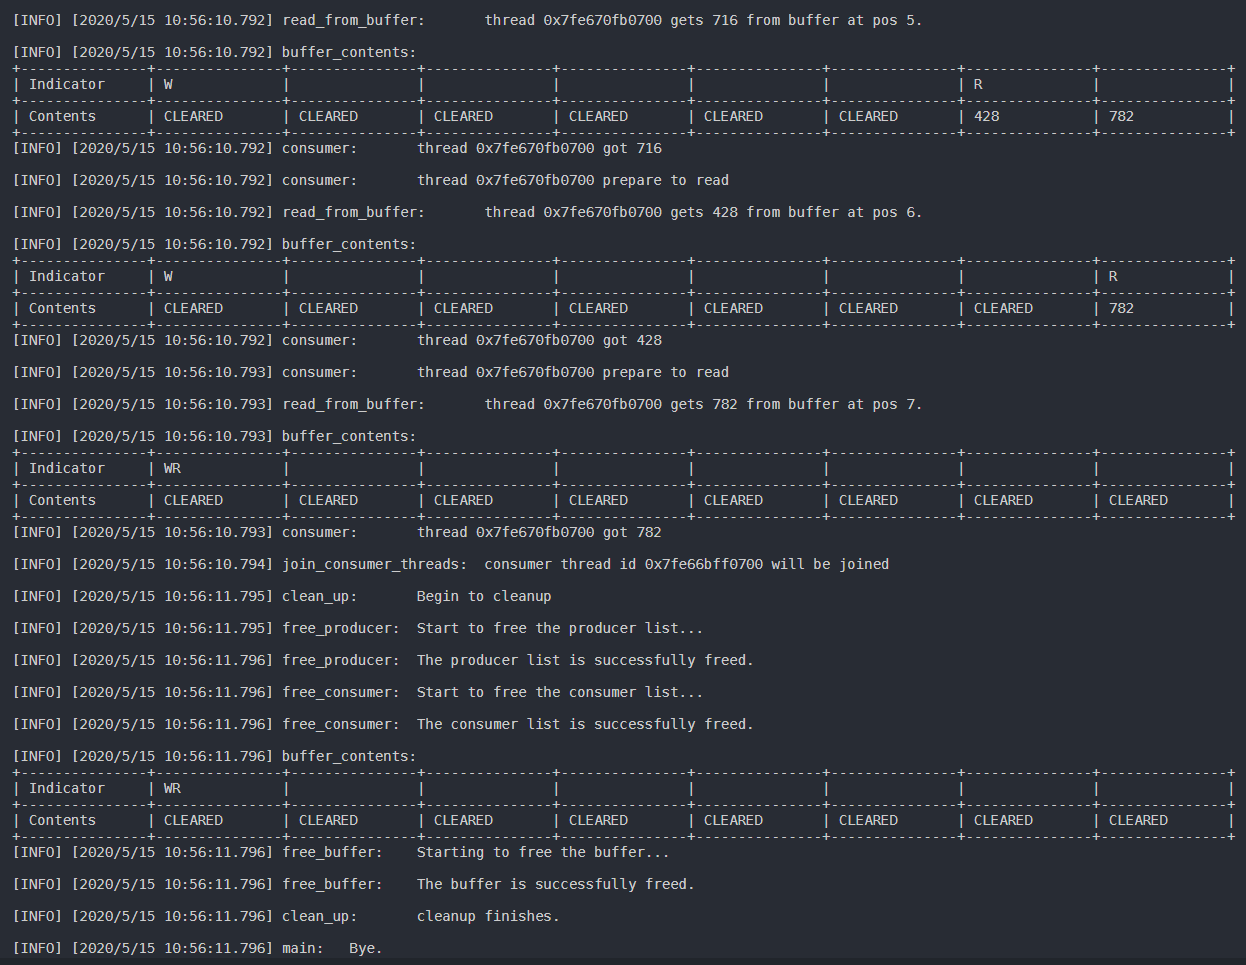 [INFO] [2020/5/15 10:56:10.792] read_from_buffer:       thread 0x7fe670fb0700 gets 716 from buffer at pos 5.
[INFO] [2020/5/15 10:56:10.792] buffer_contents:
+---------------+---------------+---------------+---------------+---------------+---------------+---------------+---------------+---------------+
| Indicator     | W             |               |               |               |               |               | R             |               |
+---------------+---------------+---------------+---------------+---------------+---------------+---------------+---------------+---------------+
| Contents      | CLEARED       | CLEARED       | CLEARED       | CLEARED       | CLEARED       | CLEARED       | 428           | 782           |
+---------------+---------------+---------------+---------------+---------------+---------------+---------------+---------------+---------------+
[INFO] [2020/5/15 10:56:10.792] consumer:       thread 0x7fe670fb0700 got 716
[INFO] [2020/5/15 10:56:10.792] consumer:       thread 0x7fe670fb0700 prepare to read
[INFO] [2020/5/15 10:56:10.792] read_from_buffer:       thread 0x7fe670fb0700 gets 428 from buffer at pos 6.
[INFO] [2020/5/15 10:56:10.792] buffer_contents:
+---------------+---------------+---------------+---------------+---------------+---------------+---------------+---------------+---------------+
| Indicator     | W             |               |               |               |               |               |               | R             |
+---------------+---------------+---------------+---------------+---------------+---------------+---------------+---------------+---------------+
| Contents      | CLEARED       | CLEARED       | CLEARED       | CLEARED       | CLEARED       | CLEARED       | CLEARED       | 782           |
+---------------+---------------+---------------+---------------+---------------+---------------+---------------+---------------+---------------+
[INFO] [2020/5/15 10:56:10.792] consumer:       thread 0x7fe670fb0700 got 428
[INFO] [2020/5/15 10:56:10.793] consumer:       thread 0x7fe670fb0700 prepare to read
[INFO] [2020/5/15 10:56:10.793] read_from_buffer:       thread 0x7fe670fb0700 gets 782 from buffer at pos 7.
[INFO] [2020/5/15 10:56:10.793] buffer_contents:
+---------------+---------------+---------------+---------------+---------------+---------------+---------------+---------------+---------------+
| Indicator     | WR            |               |               |               |               |               |               |               |
+---------------+---------------+---------------+---------------+---------------+---------------+---------------+---------------+---------------+
| Contents      | CLEARED       | CLEARED       | CLEARED       | CLEARED       | CLEARED       | CLEARED       | CLEARED       | CLEARED       |
+---------------+---------------+---------------+---------------+---------------+---------------+---------------+---------------+---------------+
[INFO] [2020/5/15 10:56:10.793] consumer:       thread 0x7fe670fb0700 got 782
[INFO] [2020/5/15 10:56:10.794] join_consumer_threads:  consumer thread id 0x7fe66bff0700 will be joined
[INFO] [2020/5/15 10:56:11.795] clean_up:       Begin to cleanup
[INFO] [2020/5/15 10:56:11.795] free_producer:  Start to free the producer list...
[INFO] [2020/5/15 10:56:11.796] free_producer:  The producer list is successfully freed.
[INFO] [2020/5/15 10:56:11.796] free_consumer:  Start to free the consumer list...
[INFO] [2020/5/15 10:56:11.796] free_consumer:  The consumer list is successfully freed.
[INFO] [2020/5/15 10:56:11.796] buffer_contents:
+---------------+---------------+---------------+---------------+---------------+---------------+---------------+---------------+---------------+
| Indicator     | WR            |               |               |               |               |               |               |               |
+---------------+---------------+---------------+---------------+---------------+---------------+---------------+---------------+---------------+
| Contents      | CLEARED       | CLEARED       | CLEARED       | CLEARED       | CLEARED       | CLEARED       | CLEARED       | CLEARED       |
+---------------+---------------+---------------+---------------+---------------+---------------+---------------+---------------+---------------+
[INFO] [2020/5/15 10:56:11.796] free_buffer:    Starting to free the buffer...
[INFO] [2020/5/15 10:56:11.796] free_buffer:    The buffer is successfully freed.
[INFO] [2020/5/15 10:56:11.796] clean_up:       cleanup finishes.
[INFO] [2020/5/15 10:56:11.796] main:   Bye.